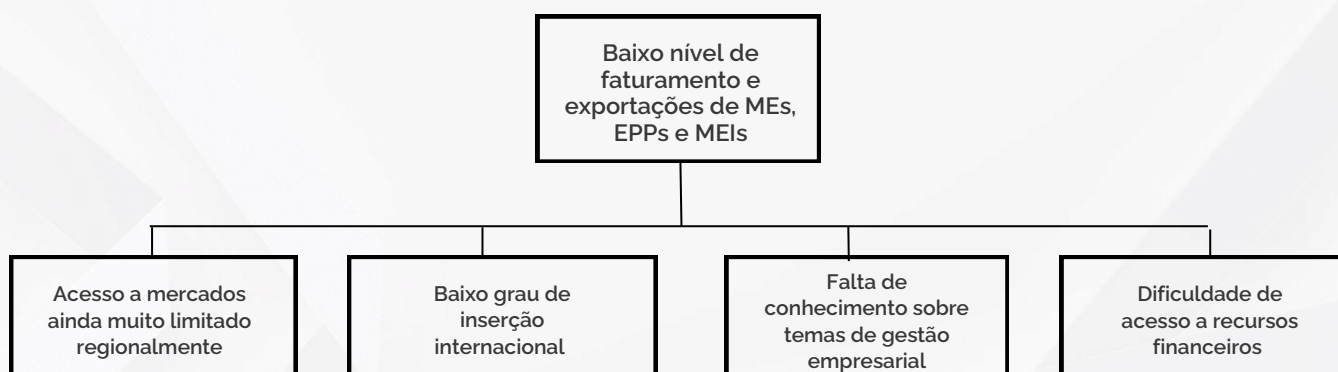 Baixo nível de
faturamento e
exportações de MEs,
EPPs e MEIs
Acesso a mercados
ainda muito limitado
regionalmente
Baixo grau de
inserção
internacional
Falta de
conhecimento sobre
temas de gestão
empresarial
Dificuldade de
acesso a recursos
financeiros